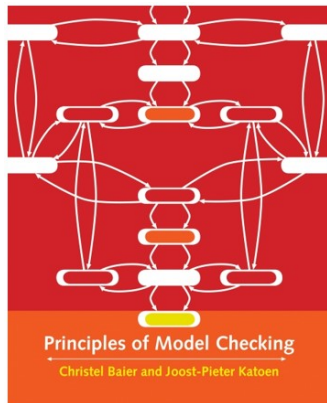 Principles of Model Checking
Christel Baier and Joost-Pieter Katoen